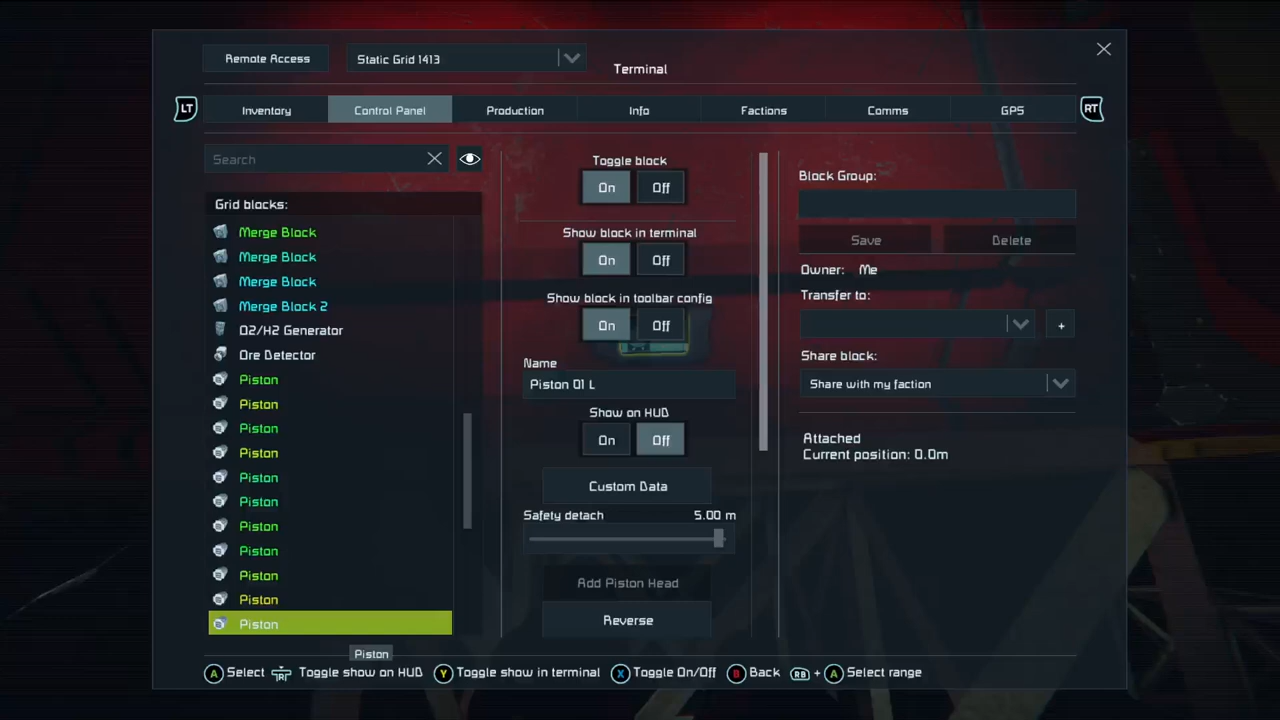 Remote Access
Static Grid 1413
Terminal
LT
Inventory
Control Panel
Production
Info
Factions
Comms
GPS
RT
Search
Grid blocks:
Merge Block
Merge Block
Merge Block
Merge Block 2
O2/H2 Generator
Ore Detector
Piston
Piston
Piston
Piston
Piston
Piston
Piston
Piston
Piston
Piston
Piston
Piston
Toggle block
On Off
Show block in terminal
On Off
Show block in toolbar config
On Off
Name
Piston 01 L
Show on HUD
On Off
Custom Data
Safety detach 5.00 m
Add Piston Head
Reverse
Block Group:
Save Delete
Owner: Me
Transfer to:
+
Share block:
Share with my faction
Attached
Current position: 0.0m
A Select Toggle show on HUD Y Toggle show in terminal X Toggle On/Off B Back RB + A Select range